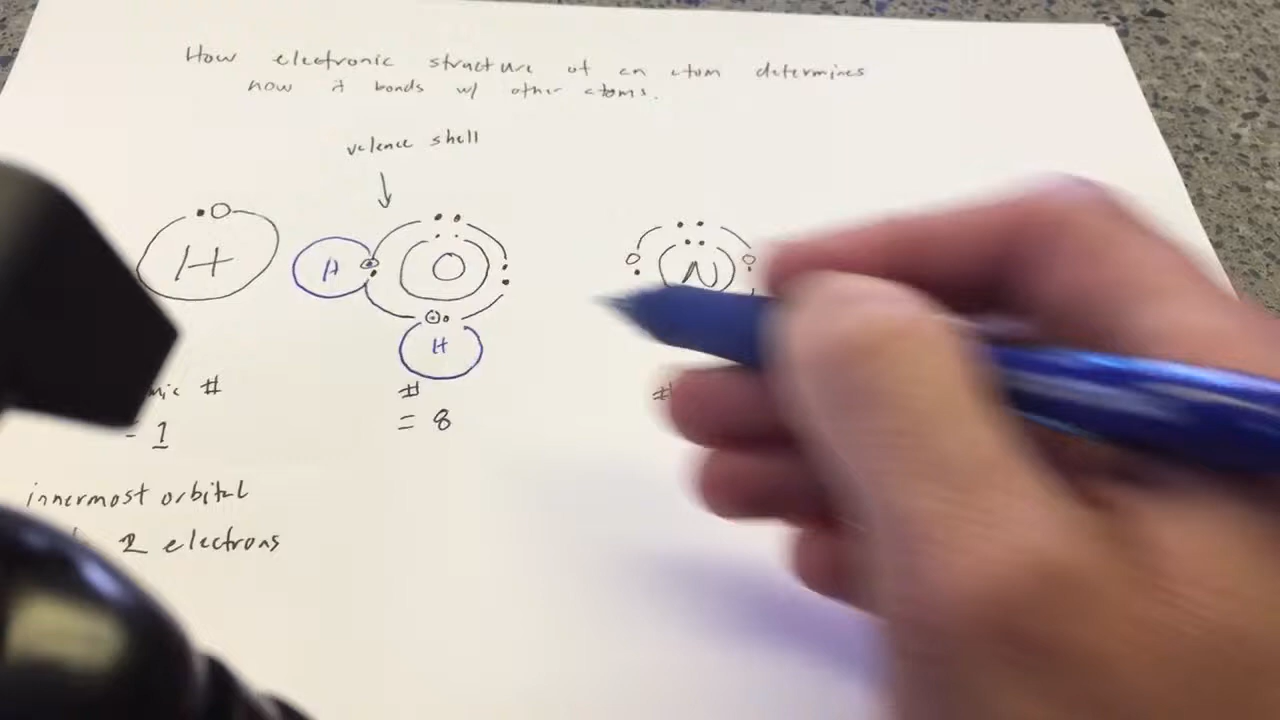 How electronic structure of an atom determines
how it bonds w/ other atoms.
valence shell
H
H
O
N
H
#
= 1
#
= 8
#
innermost orbital
2 electrons